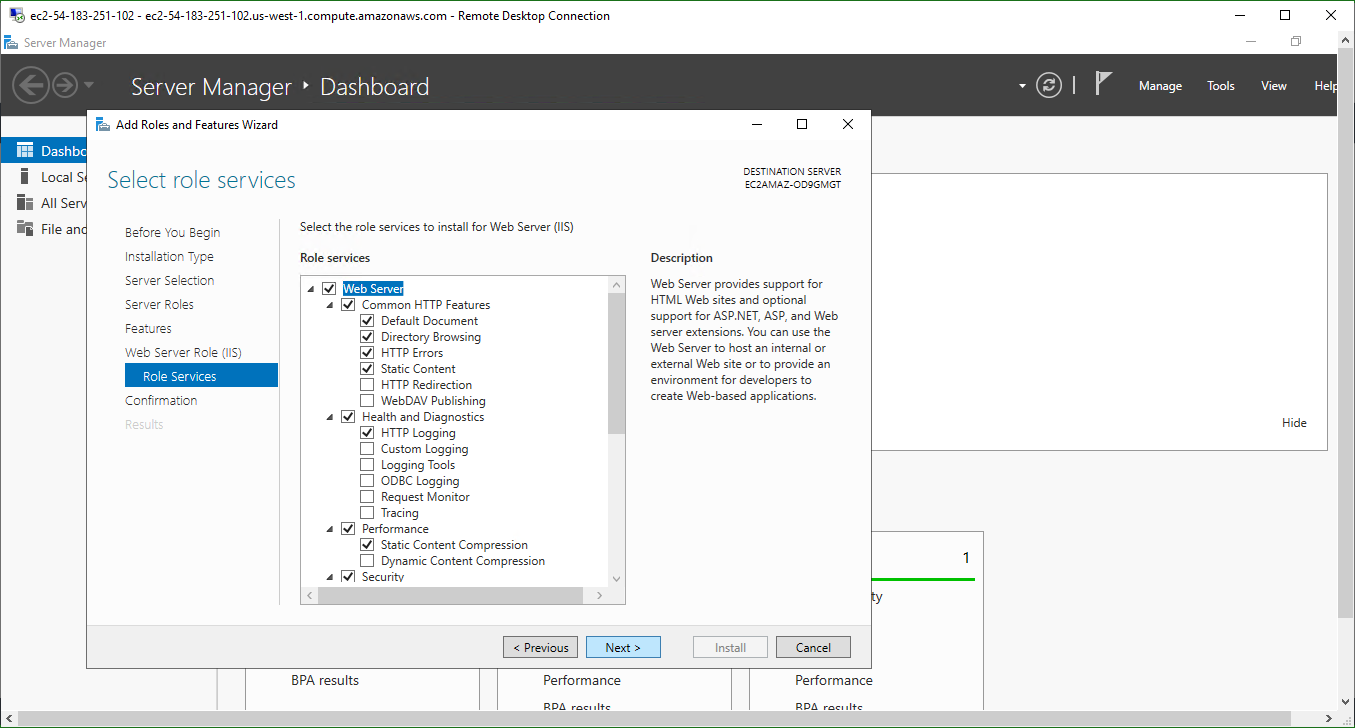 ec2-54-183-251-102 - ec2-54-183-251-102.us-west-1.compute.amazonaws.com - Remote Desktop Connection
Server Manager
Server Manager ‣ Dashboard
Manage Tools View Help
Add Roles and Features Wizard
Dashbo
Local Se
All Serv
File and
Select role services
DESTINATION SERVER
EC2AMAZ-OD9GMGT
Before You Begin
Installation Type
Server Selection
Server Roles
Features
Web Server Role (IIS)
Role Services
Confirmation
Results
Select the role services to install for Web Server (IIS)
Role services
Web Server
Common HTTP Features
Default Document
Directory Browsing
HTTP Errors
Static Content
HTTP Redirection
WebDAV Publishing
Health and Diagnostics
HTTP Logging
Custom Logging
Logging Tools
ODBC Logging
Request Monitor
Tracing
Performance
Static Content Compression
Dynamic Content Compression
Security
Description
Web Server provides support for
HTML Web sites and optional
support for ASP.NET, ASP, and Web
server extensions. You can use the
Web Server to host an internal or
external Web site or to provide an
environment for developers to
create Web-based applications.
Hide
1
ty
< Previous
Next >
Install
Cancel
BPA results
Performance
BPA results
Performance
BPA results